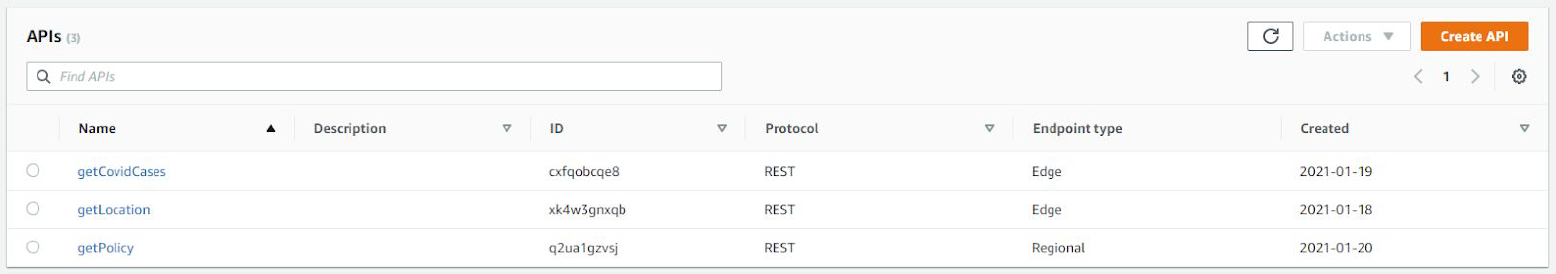 APIs (3)
Actions
Create API
Find APIs
1
Name Description ID Protocol Endpoint type Created
getCovidCases cxfqobcqe8 REST Edge 2021-01-19
getLocation xk4w3gnxqb REST Edge 2021-01-18
getPolicy q2ua1gzvsj REST Regional 2021-01-20